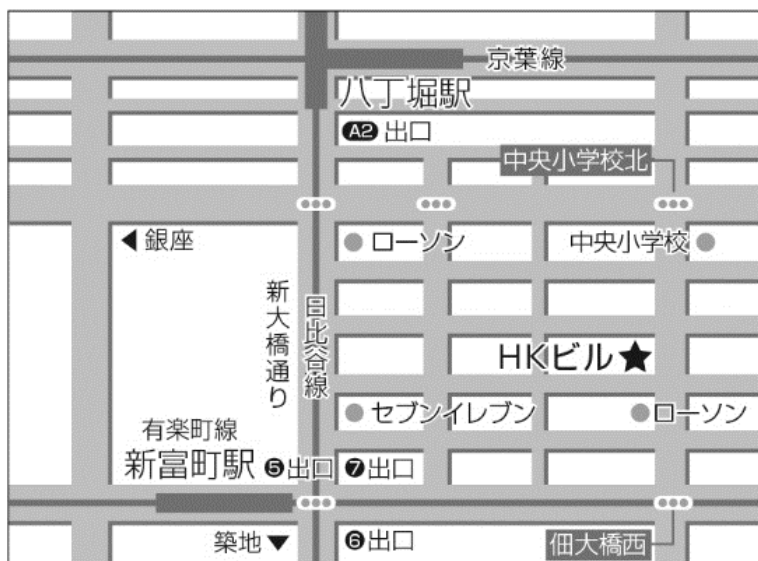 京葉線
八丁堀駅
A2 出口
中央小学校北
◀ 銀座
ローソン
中央小学校
新大橋通り
日比谷線
HKビル★
セブンイレブン
ローソン
有楽町線
新富町駅
❺出口
❼出口
築地▼
❻出口
佃大橋西